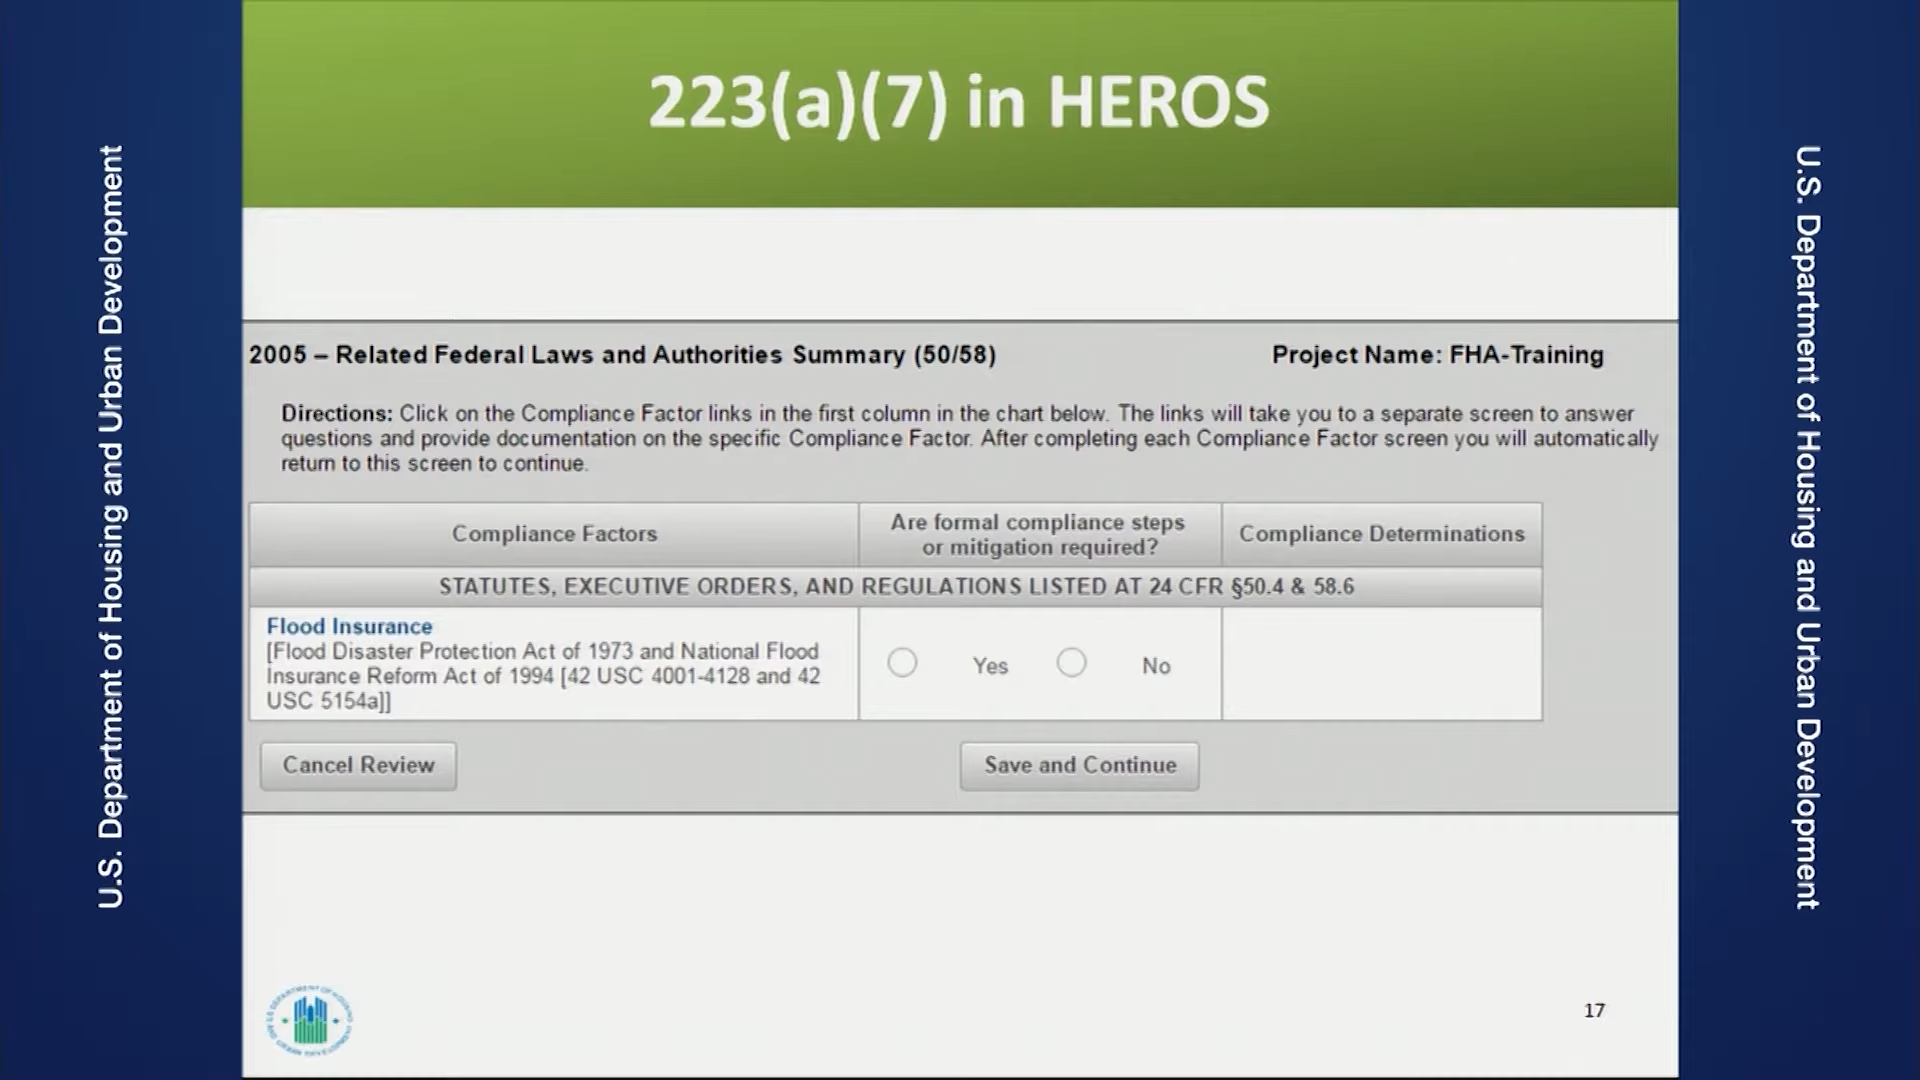 223(a)(7) in HEROS
U.S. Department of Housing and Urban Development
U.S. Department of Housing and Urban Development
2005 – Related Federal Laws and Authorities Summary (50/58)
Project Name: FHA-Training
Directions: Click on the Compliance Factor links in the first column in the chart below. The links will take you to a separate screen to answer
questions and provide documentation on the specific Compliance Factor. After completing each Compliance Factor screen you will automatically
return to this screen to continue.
Compliance Factors
Are formal compliance steps
or mitigation required?
Compliance Determinations
STATUTES, EXECUTIVE ORDERS, AND REGULATIONS LISTED AT 24 CFR §50.4 & 58.6
Flood Insurance
[Flood Disaster Protection Act of 1973 and National Flood
Insurance Reform Act of 1994 [42 USC 4001-4128 and 42
USC 5154a]]
Yes
No
Cancel Review
Save and Continue
17